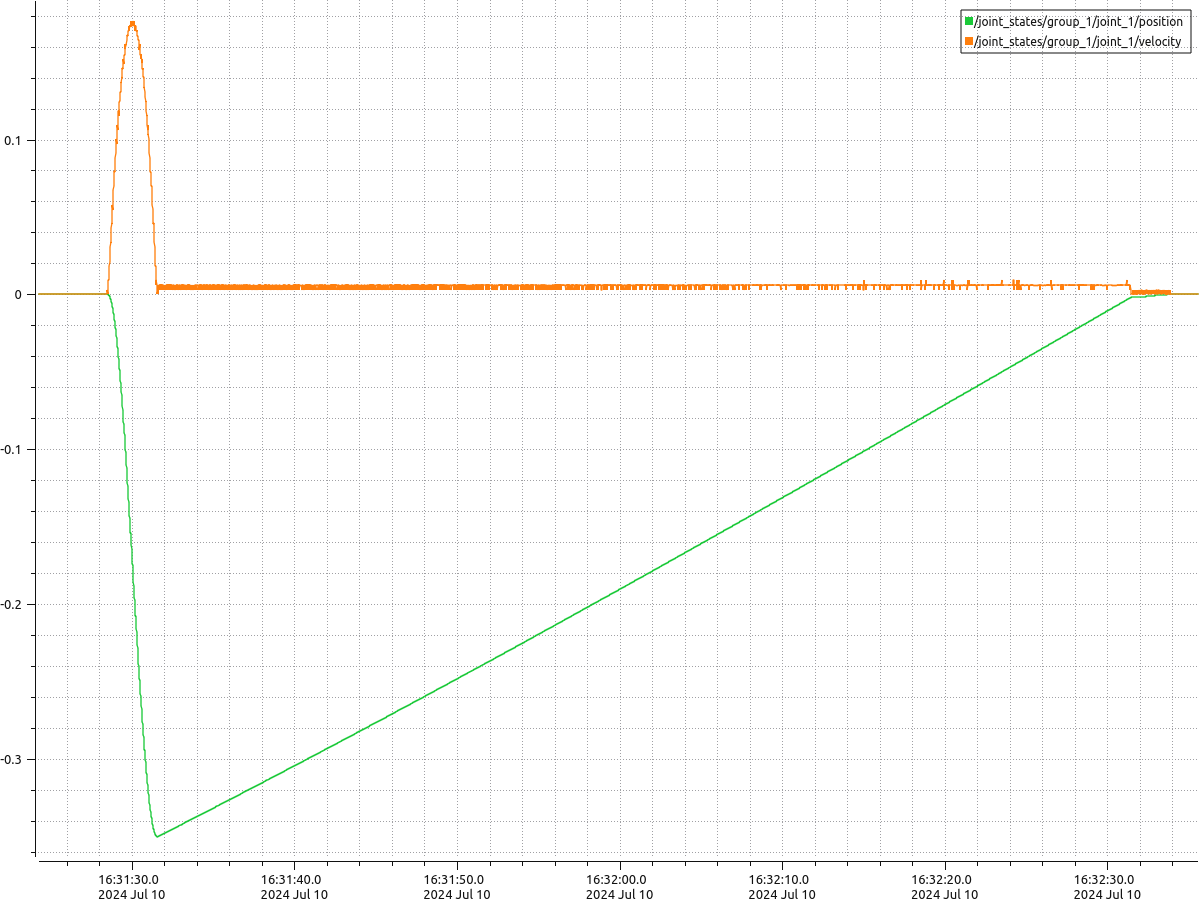 /joint_states/group_1/joint_1/position
/joint_states/group_1/joint_1/velocity
0.1
0
-0.1
-0.2
-0.3
16:31:30.0
2024 Jul 10
16:31:40.0
2024 Jul 10
16:31:50.0
2024 Jul 10
16:32:00.0
2024 Jul 10
16:32:10.0
2024 Jul 10
16:32:20.0
2024 Jul 10
16:32:30.0
2024 Jul 10